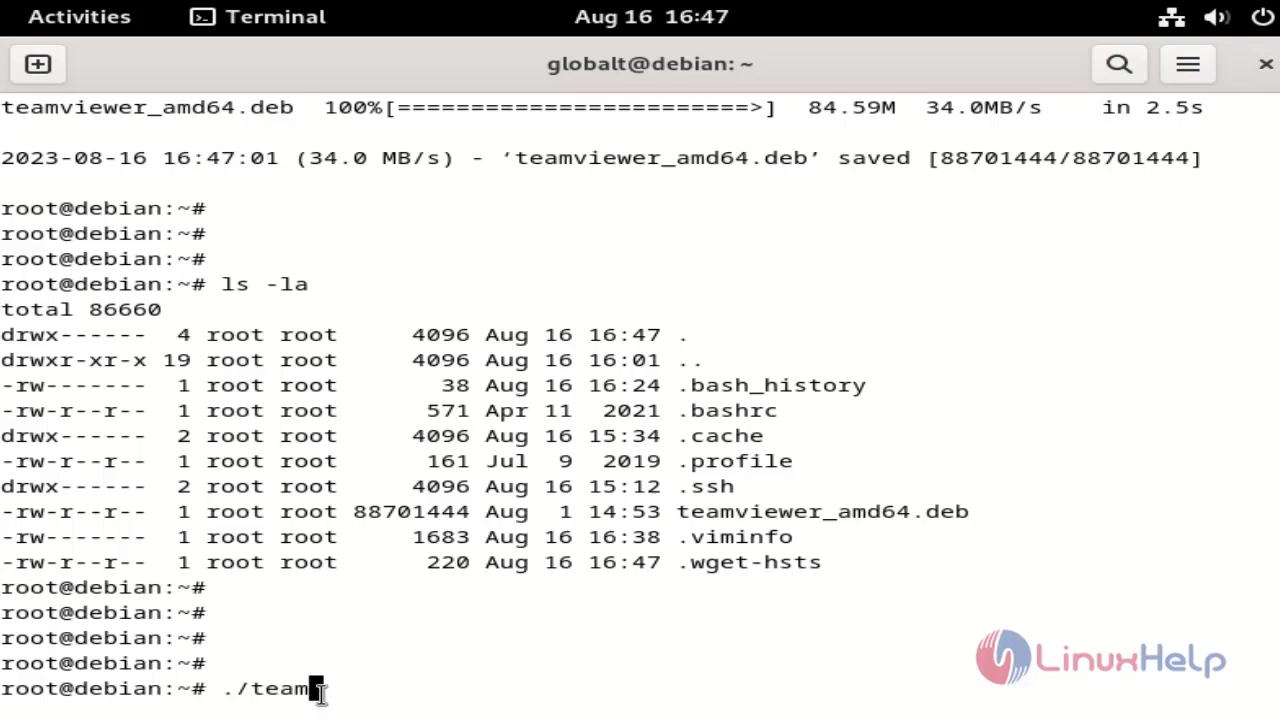 Activities Terminal Aug 16 16:47
globalt@debian: ~
teamviewer_amd64.deb 100%[========================>] 84.59M 34.0MB/s in 2.5s
2023-08-16 16:47:01 (34.0 MB/s) - ‘teamviewer_amd64.deb’ saved [88701444/88701444]
root@debian:~#
root@debian:~#
root@debian:~#
root@debian:~# ls -la
total 86660
drwx------ 4 root root 4096 Aug 16 16:47 .
drwxr-xr-x 19 root root 4096 Aug 16 16:01 ..
-rw------- 1 root root 38 Aug 16 16:24 .bash_history
-rw-r--r-- 1 root root 571 Apr 11 2021 .bashrc
drwx------ 2 root root 4096 Aug 16 15:34 .cache
-rw-r--r-- 1 root root 161 Jul 9 2019 .profile
drwx------ 2 root root 4096 Aug 16 15:12 .ssh
-rw-r--r-- 1 root root 88701444 Aug 1 14:53 teamviewer_amd64.deb
-rw------- 1 root root 1683 Aug 16 16:38 .viminfo
-rw-r--r-- 1 root root 220 Aug 16 16:47 .wget-hsts
root@debian:~#
root@debian:~#
root@debian:~#
root@debian:~#
root@debian:~# ./team
LinuxHelp